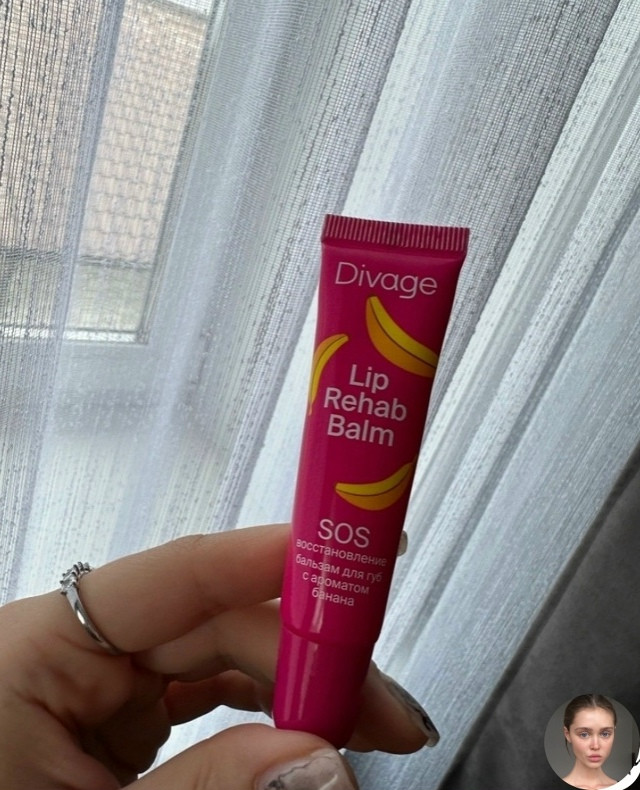 Divage
Lip
Rehab
Balm
SOS
восстановление
бальзам для губ
с ароматом
банана